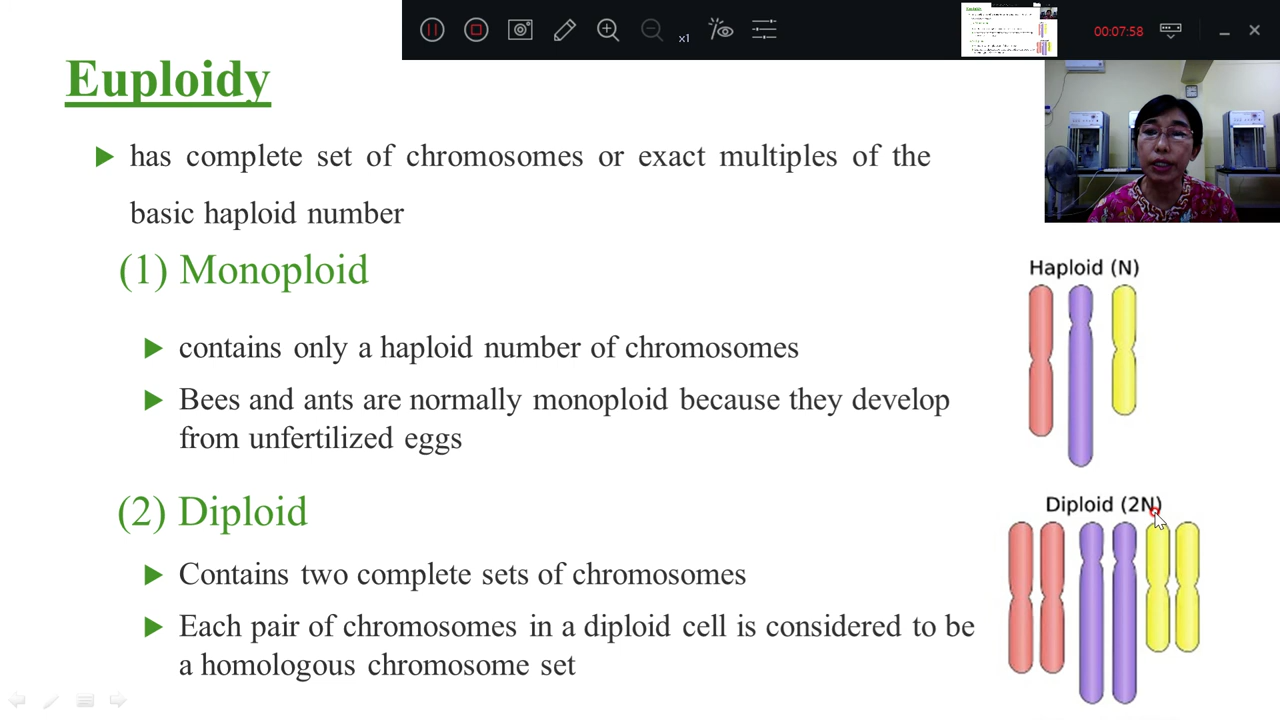 x1
00:07:58
Euploidy
has complete set of chromosomes or exact multiples of the
basic haploid number
(1) Monoploid
contains only a haploid number of chromosomes
Bees and ants are normally monoploid because they develop
from unfertilized eggs
(2) Diploid
Contains two complete sets of chromosomes
Each pair of chromosomes in a diploid cell is considered to be
a homologous chromosome set
Haploid (N)
Diploid (2N)